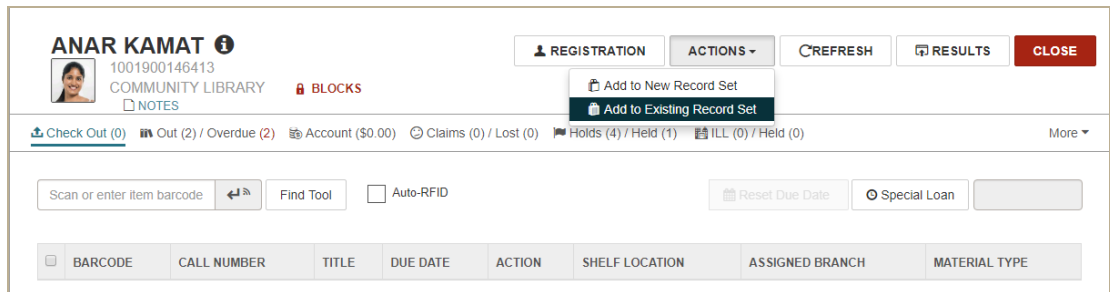 ANAR KAMAT
1001900146413
COMMUNITY LIBRARY
BLOCKS
NOTES
REGISTRATION ACTIONS REFRESH RESULTS CLOSE
Add to New Record Set
Add to Existing Record Set
Check Out (0) Out (2) / Overdue (2) Account ($0.00) Claims (0) / Lost (0) Holds (4) / Held (1) ILL (0) / Held (0) More
Scan or enter item barcode Find Tool Auto-RFID Reset Due Date Special Loan
BARCODE CALL NUMBER TITLE DUE DATE ACTION SHELF LOCATION ASSIGNED BRANCH MATERIAL TYPE